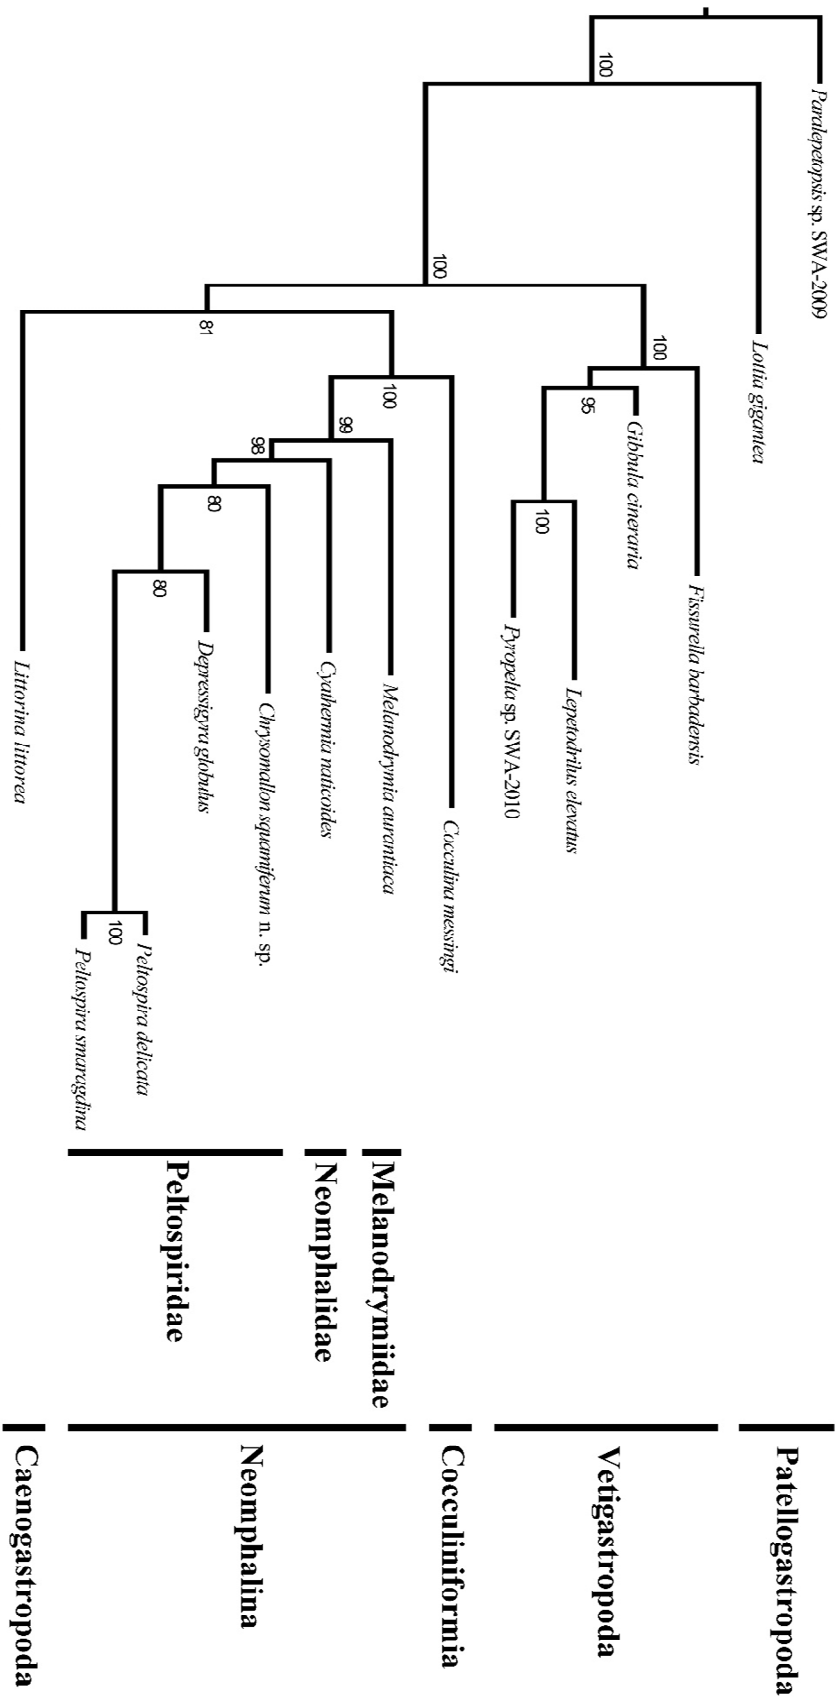 Paralepetopsis sp. SWA-2009
100
Lottia gigantea
100
Fissurella barbadensis
100
Gibbula cineraria
95
Lepetodrilus elevatus
100
Pyropelta sp. SWA-2010
Cocculina messingi
100
Melanodrymia aurantiaca
99
Cyathermia naticoides
98
Chrysomallon squamiferum n. sp.
80
Depressigyra globulus
80
Peltospira delicata
100
Peltospira smaragdina
81
Littorina littorea
Melanodrymiidae
Neomphalidae
Peltospiridae
Patellogastropoda
Vetigastropoda
Cocculiniformia
Neomphalina
Caenogastropoda